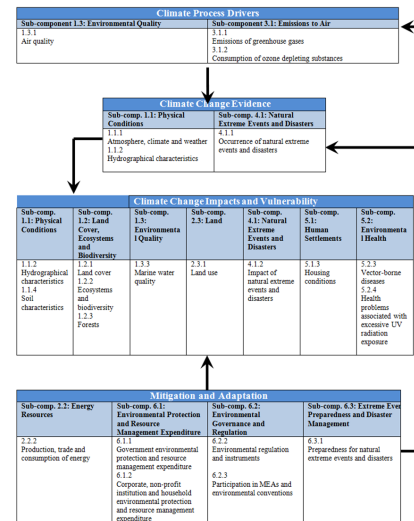 Climate Process Drivers
Sub-component 1.3: Environmental Quality
1.3.1
Air quality
Sub-component 3.1: Emissions to Air
3.1.1
Emissions of greenhouse gases
3.1.2
Consumption of ozone depleting substances
Climate Change Evidence
Sub-comp. 1.1: Physical
Conditions
1.1.1
Atmosphere, climate and weather
1.1.2
Hydrographical characteristics
Sub-comp. 4.1: Natural
Extreme Events and Disasters
4.1.1
Occurrence of natural extreme
events and disasters
Climate Change Impacts and Vulnerability
Sub-comp.
1.1: Physical
Conditions
1.1.2
Hydrographical
characteristics
1.1.4
Soil
characteristics
Sub-comp.
1.2: Land
Cover,
Ecosystems
and
Biodiversity
1.2.1
Land cover
1.2.2
Ecosystems
and
biodiversity
1.2.3
Forests
Sub-comp.
1.3:
Environmenta
l Quality
1.3.3
Marine water
quality
Sub-comp.
2.3: Land
2.3.1
Land use
Sub-comp.
4.1: Natural
Extreme
Events and
Disasters
4.1.2
Impact of
natural extreme
events and
disasters
Sub-comp.
5.1:
Human
Settlements
5.1.3
Housing
conditions
Sub-comp.
5.2:
Environmenta
l Health
5.2.3
Vector-borne
diseases
5.2.4
Health
problems
associated with
excessive UV
radiation
exposure
Mitigation and Adaptation
Sub-comp. 2.2: Energy
Resources
2.2.2
Production, trade and
consumption of energy
Sub-comp. 6.1:
Environmental Protection
and Resource
Management Expenditure
6.1.1
Government environmental
protection and resource
management expenditure
6.1.2
Corporate, non-profit
institution and household
environmental protection
and resource management
expenditure
Sub-comp. 6.2:
Environmental
Governance and
Regulation
6.2.2
Environmental regulation
and instruments
6.2.3
Participation in MEAs and
environmental conventions
Sub-comp. 6.3: Extreme Even
Preparedness and Disaster
Management
6.3.1
Preparedness for natural
extreme events and disasters